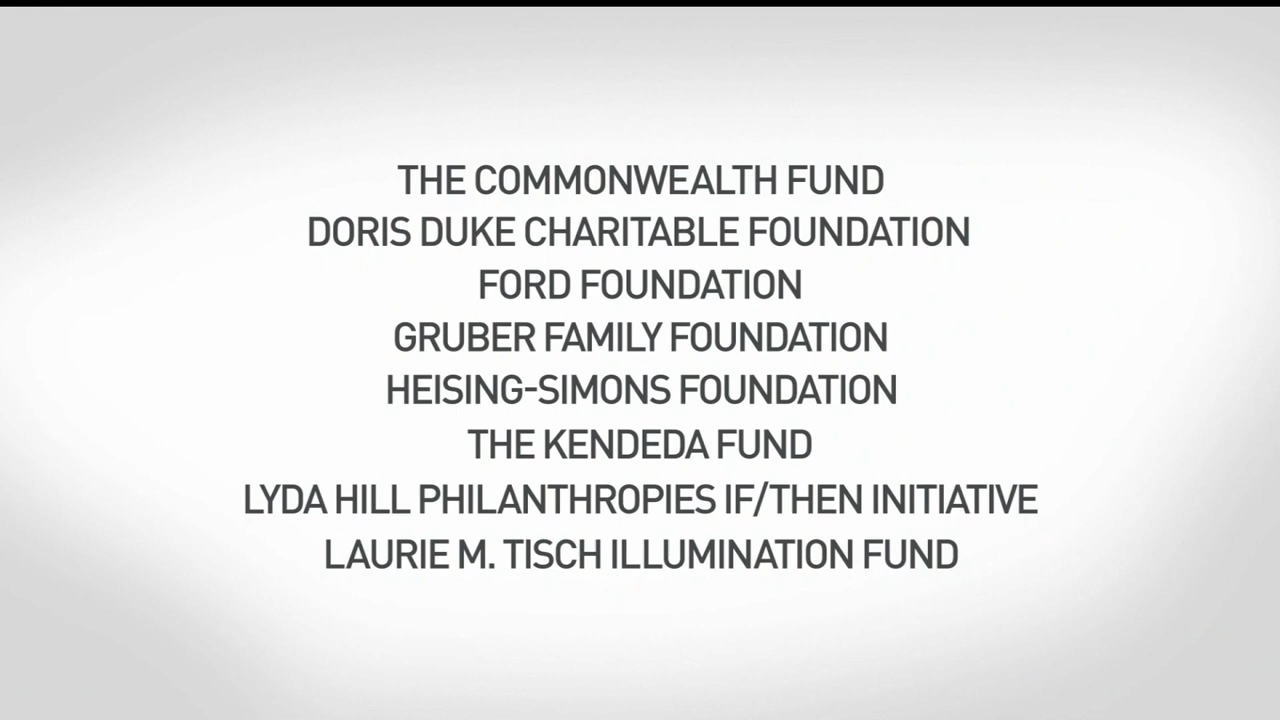 THE COMMONWEALTH FUND
DORIS DUKE CHARITABLE FOUNDATION
FORD FOUNDATION
GRUBER FAMILY FOUNDATION
HEISING-SIMONS FOUNDATION
THE KENDEDA FUND
LYDA HILL PHILANTHROPIES IF/THEN INITIATIVE
LAURIE M. TISCH ILLUMINATION FUND